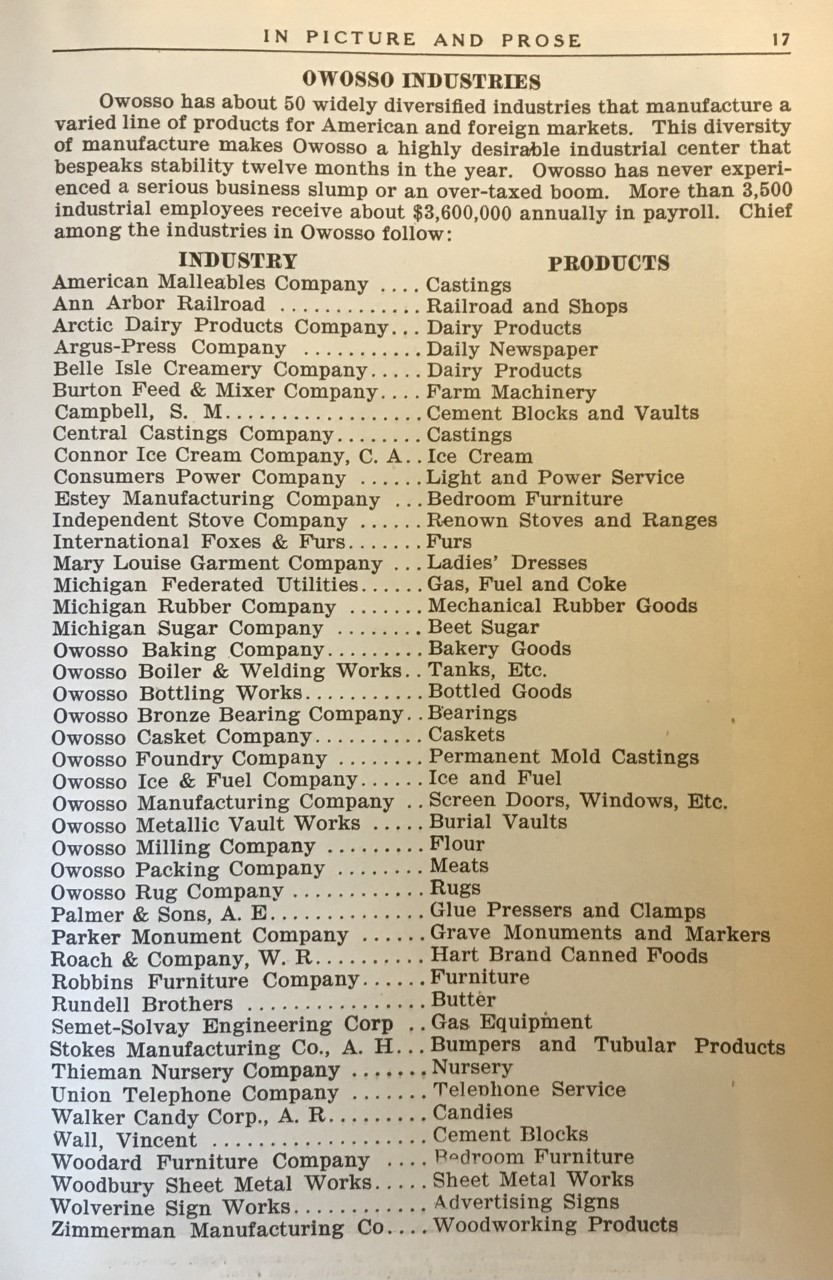 IN PICTURE AND PROSE 17
OWOSSO INDUSTRIES
Owosso has about 50 widely diversified industries that manufacture a
varied line of products for American and foreign markets. This diversity
of manufacture makes Owosso a highly desirable industrial center that
bespeaks stability twelve months in the year. Owosso has never experi-
enced a serious business slump or an over-taxed boom. More than 3,500
industrial employees receive about $3,600,000 annually in payroll. Chief
among the industries in Owosso follow:
INDUSTRY PRODUCTS
American Malleables Company .... Castings
Ann Arbor Railroad ............. Railroad and Shops
Arctic Dairy Products Company... Dairy Products
Argus-Press Company ........... Daily Newspaper
Belle Isle Creamery Company..... Dairy Products
Burton Feed & Mixer Company.... Farm Machinery
Campbell, S. M.................. Cement Blocks and Vaults
Central Castings Company........ Castings
Connor Ice Cream Company, C. A.. Ice Cream
Consumers Power Company ...... Light and Power Service
Estey Manufacturing Company ... Bedroom Furniture
Independent Stove Company ...... Renown Stoves and Ranges
International Foxes & Furs....... Furs
Mary Louise Garment Company ... Ladies' Dresses
Michigan Federated Utilities...... Gas, Fuel and Coke
Michigan Rubber Company ....... Mechanical Rubber Goods
Michigan Sugar Company ........ Beet Sugar
Owosso Baking Company......... Bakery Goods
Owosso Boiler & Welding Works.. Tanks, Etc.
Owosso Bottling Works........... Bottled Goods
Owosso Bronze Bearing Company.. Bearings
Owosso Casket Company.......... Caskets
Owosso Foundry Company ........ Permanent Mold Castings
Owosso Ice & Fuel Company...... Ice and Fuel
Owosso Manufacturing Company .. Screen Doors, Windows, Etc.
Owosso Metallic Vault Works ..... Burial Vaults
Owosso Milling Company ......... Flour
Owosso Packing Company ........ Meats
Owosso Rug Company ............ Rugs
Palmer & Sons, A. E.............. Glue Pressers and Clamps
Parker Monument Company ...... Grave Monuments and Markers
Roach & Company, W. R.......... Hart Brand Canned Foods
Robbins Furniture Company...... Furniture
Rundell Brothers ................ Butter
Semet-Solvay Engineering Corp .. Gas Equipment
Stokes Manufacturing Co., A. H... Bumpers and Tubular Products
Thieman Nursery Company ....... Nursery
Union Telephone Company ....... Telephone Service
Walker Candy Corp., A. R......... Candies
Wall, Vincent ................... Cement Blocks
Woodard Furniture Company .... Bedroom Furniture
Woodbury Sheet Metal Works..... Sheet Metal Works
Wolverine Sign Works............ Advertising Signs
Zimmerman Manufacturing Co.... Woodworking Products